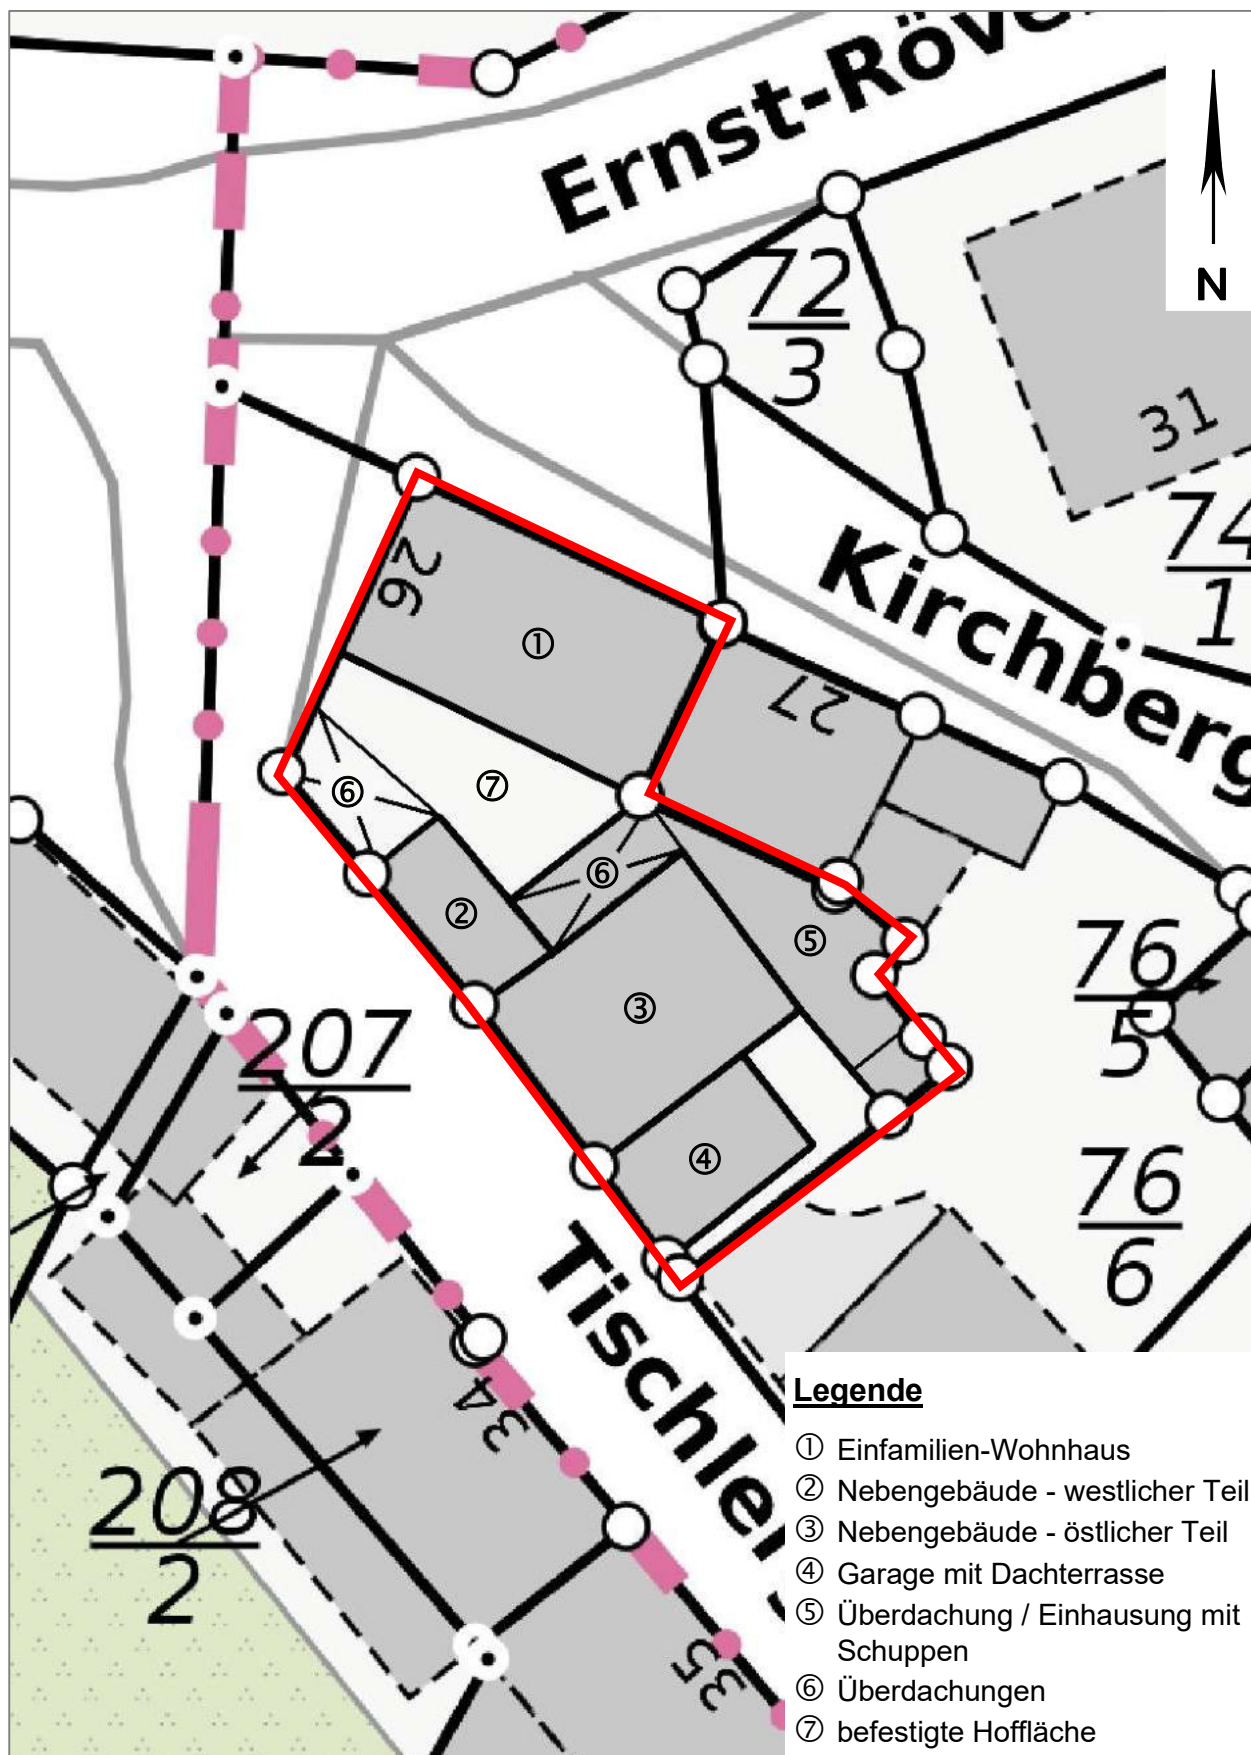 Ernst-Röve
N
72
3
31
74
1
26
①
Kirchberg
27
⑥
⑦
⑥
②
⑤
76
5
③
207
2
④
76
6
Tischler
34
208
2
35
Legende
① Einfamilien-Wohnhaus
② Nebengebäude - westlicher Teil
③ Nebengebäude - östlicher Teil
④ Garage mit Dachterrasse
⑤ Überdachung / Einhausung mit
Schuppen
⑥ Überdachungen
⑦ befestigte Hoffläche